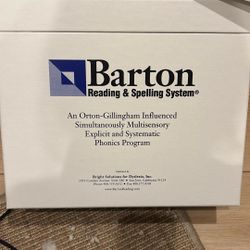 Barton
Reading & Spelling System®
An Orton-Gillingham Influenced
Simultaneously Multisensory
Explicit and Systematic
Phonics Program
Bright Solutions for Dyslexia, Inc.